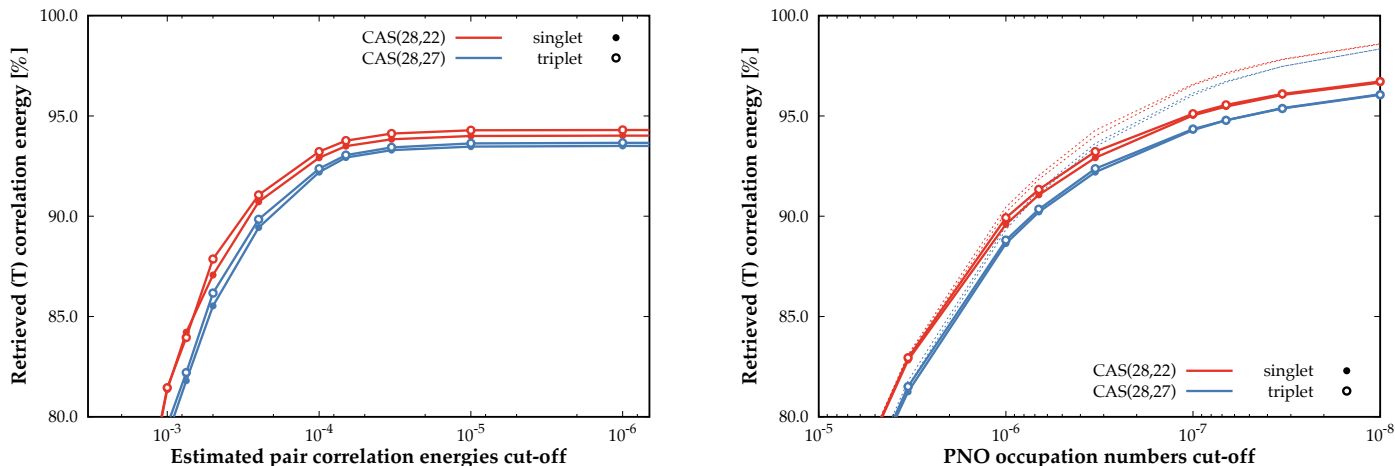 Retrieved (T) correlation energy [%]
100.0
95.0
90.0
85.0
80.0
CAS(28,22) singlet
CAS(28,27) triplet
10⁻³ 10⁻⁴ 10⁻⁵ 10⁻⁶
Estimated pair correlation energies cut-off
Retrieved (T) correlation energy [%]
100.0
95.0
90.0
85.0
80.0
CAS(28,22) singlet
CAS(28,27) triplet
10⁻⁵ 10⁻⁶ 10⁻⁷ 10⁻⁸
PNO occupation numbers cut-off